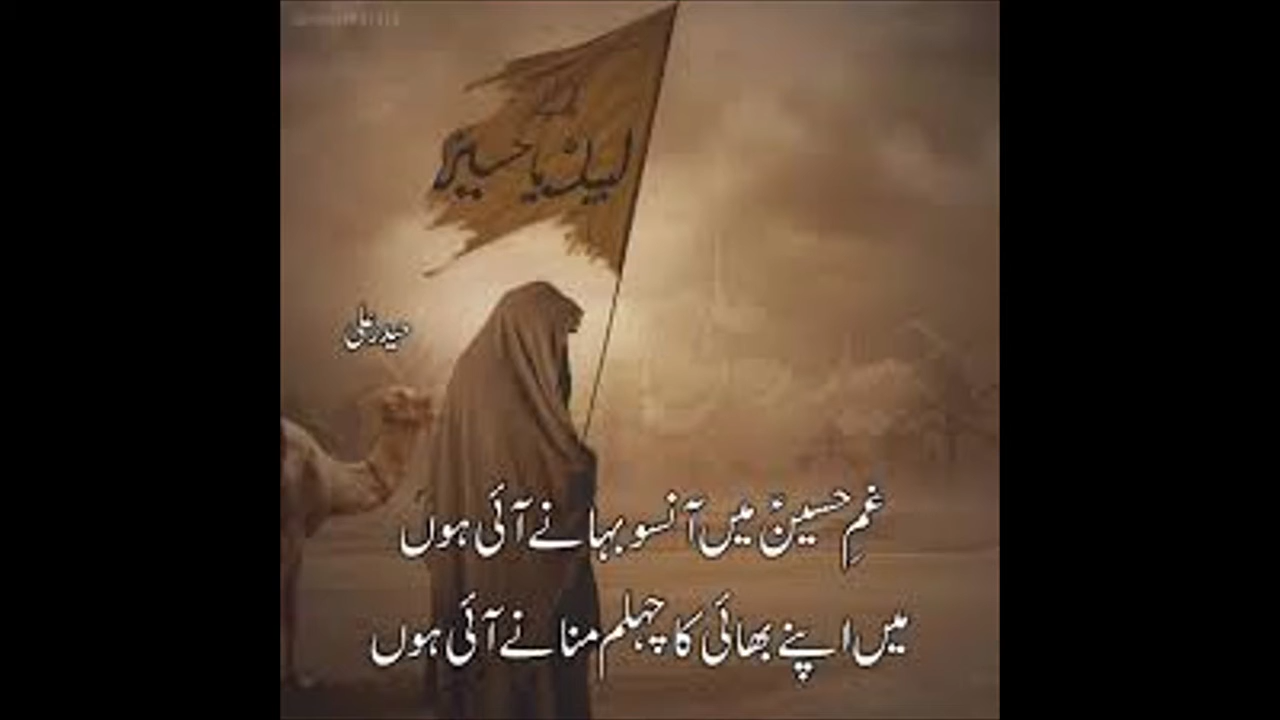 لبیک یا حسینؑ
حیدر علی
غمِ حسینؑ میں آنسو بہانے آئی ہوں
میں اپنے بھائی کا چہلم منانے آئی ہوں